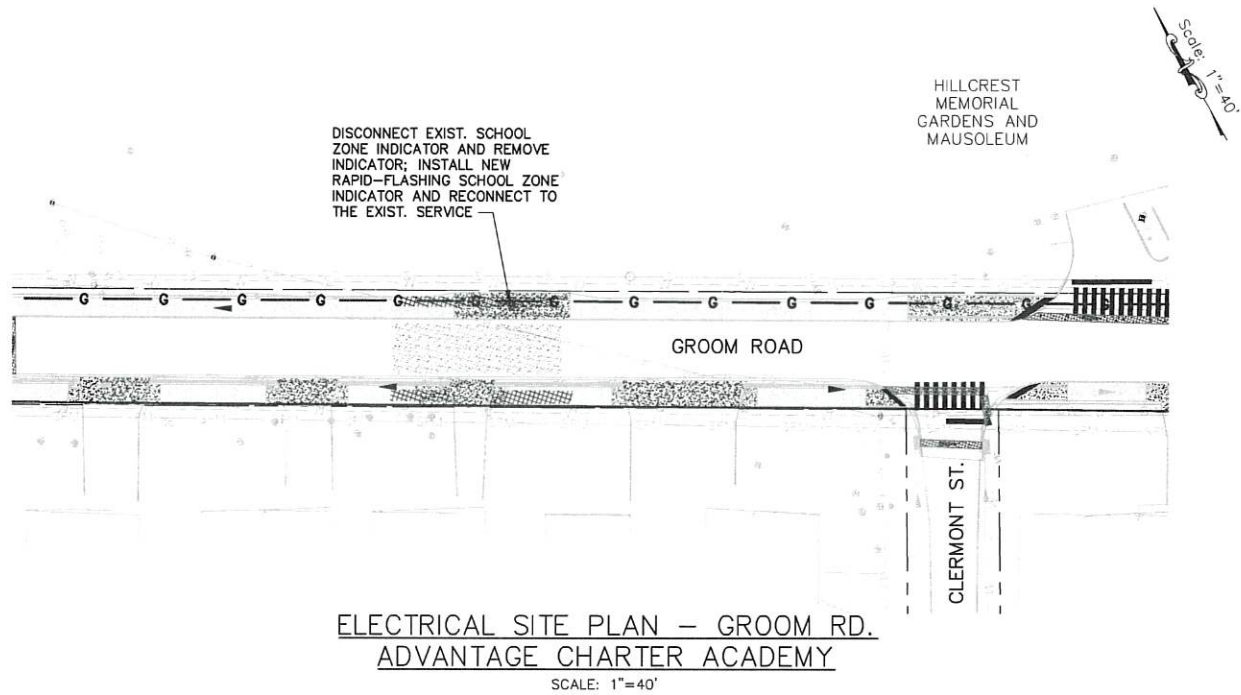 Scale: 1"=40'
HILLCREST
MEMORIAL
GARDENS AND
MAUSOLEUM
DISCONNECT EXIST. SCHOOL
ZONE INDICATOR AND REMOVE
INDICATOR; INSTALL NEW
RAPID-FLASHING SCHOOL ZONE
INDICATOR AND RECONNECT TO
THE EXIST. SERVICE
G G G G G G G G G G G G G
GROOM ROAD
CLERMONT ST.
ELECTRICAL SITE PLAN – GROOM RD.
ADVANTAGE CHARTER ACADEMY
SCALE: 1"=40'